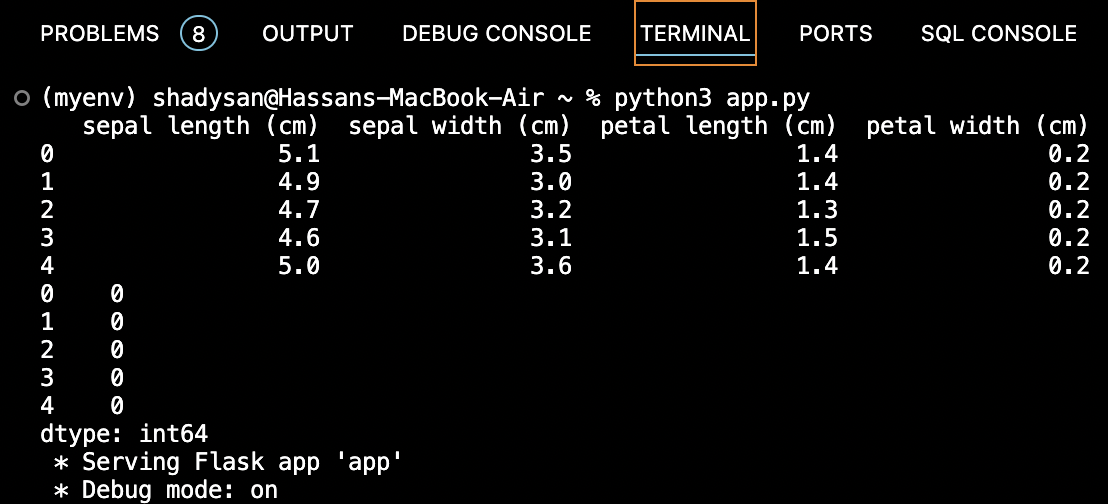 PROBLEMS 8 OUTPUT DEBUG CONSOLE TERMINAL PORTS SQL CONSOLE
(myenv) shadysan@Hassans-MacBook-Air ~ % python3 app.py
sepal length (cm) sepal width (cm) petal length (cm) petal width (cm)
0 5.1 3.5 1.4 0.2
1 4.9 3.0 1.4 0.2
2 4.7 3.2 1.3 0.2
3 4.6 3.1 1.5 0.2
4 5.0 3.6 1.4 0.2
0 0
1 0
2 0
3 0
4 0
dtype: int64
* Serving Flask app 'app'
* Debug mode: on